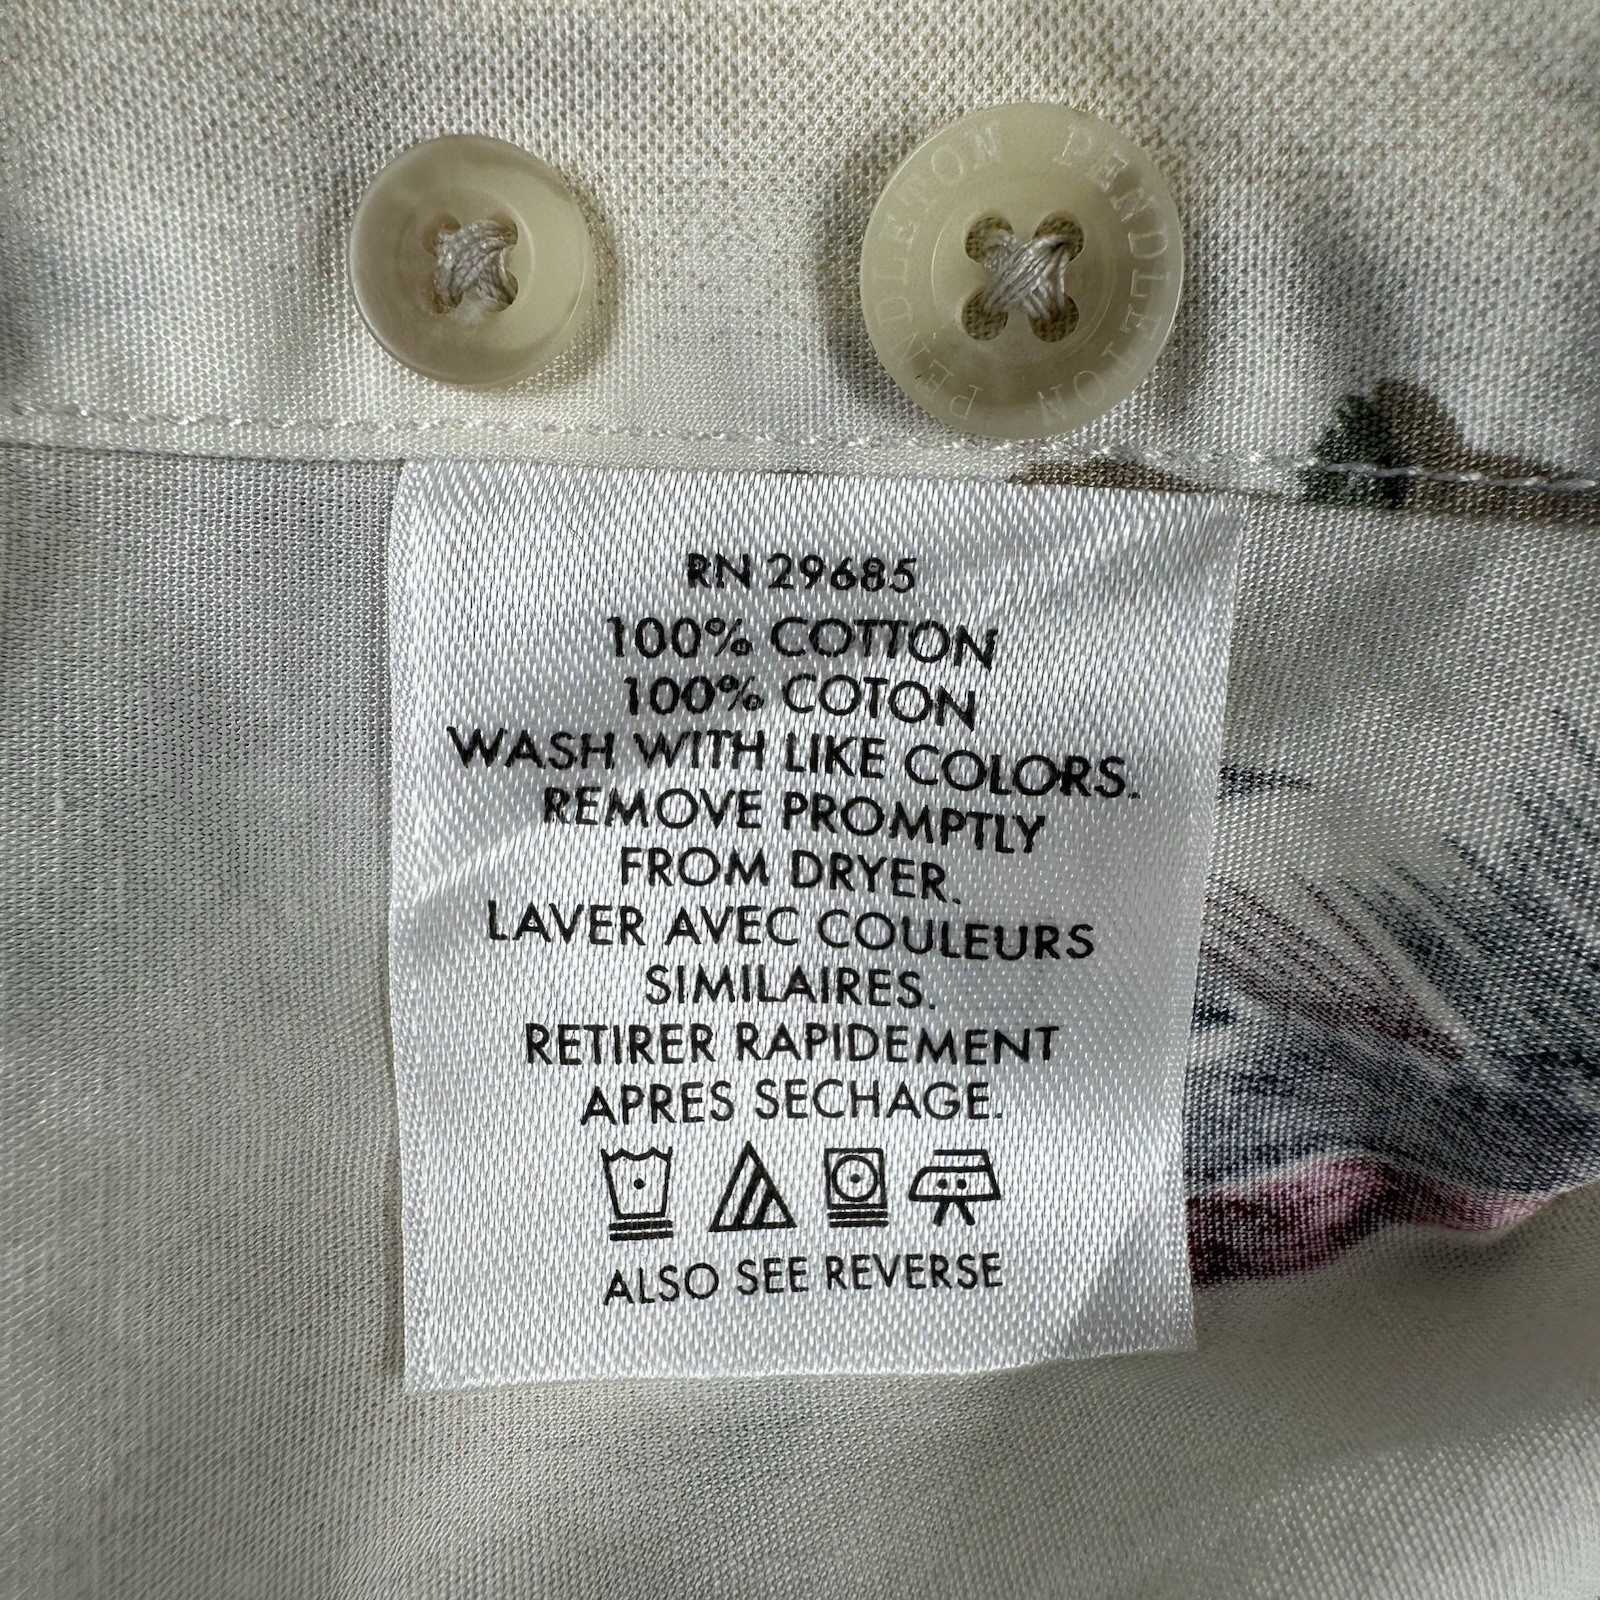 PENDLETON PENDLETON PENDLETON
RN 29685
100% COTTON
100% COTON
WASH WITH LIKE COLORS.
REMOVE PROMPTLY
FROM DRYER.
LAVER AVEC COULEURS
SIMILAIRES.
RETIRER RAPIDEMENT
APRES SECHAGE.
ALSO SEE REVERSE